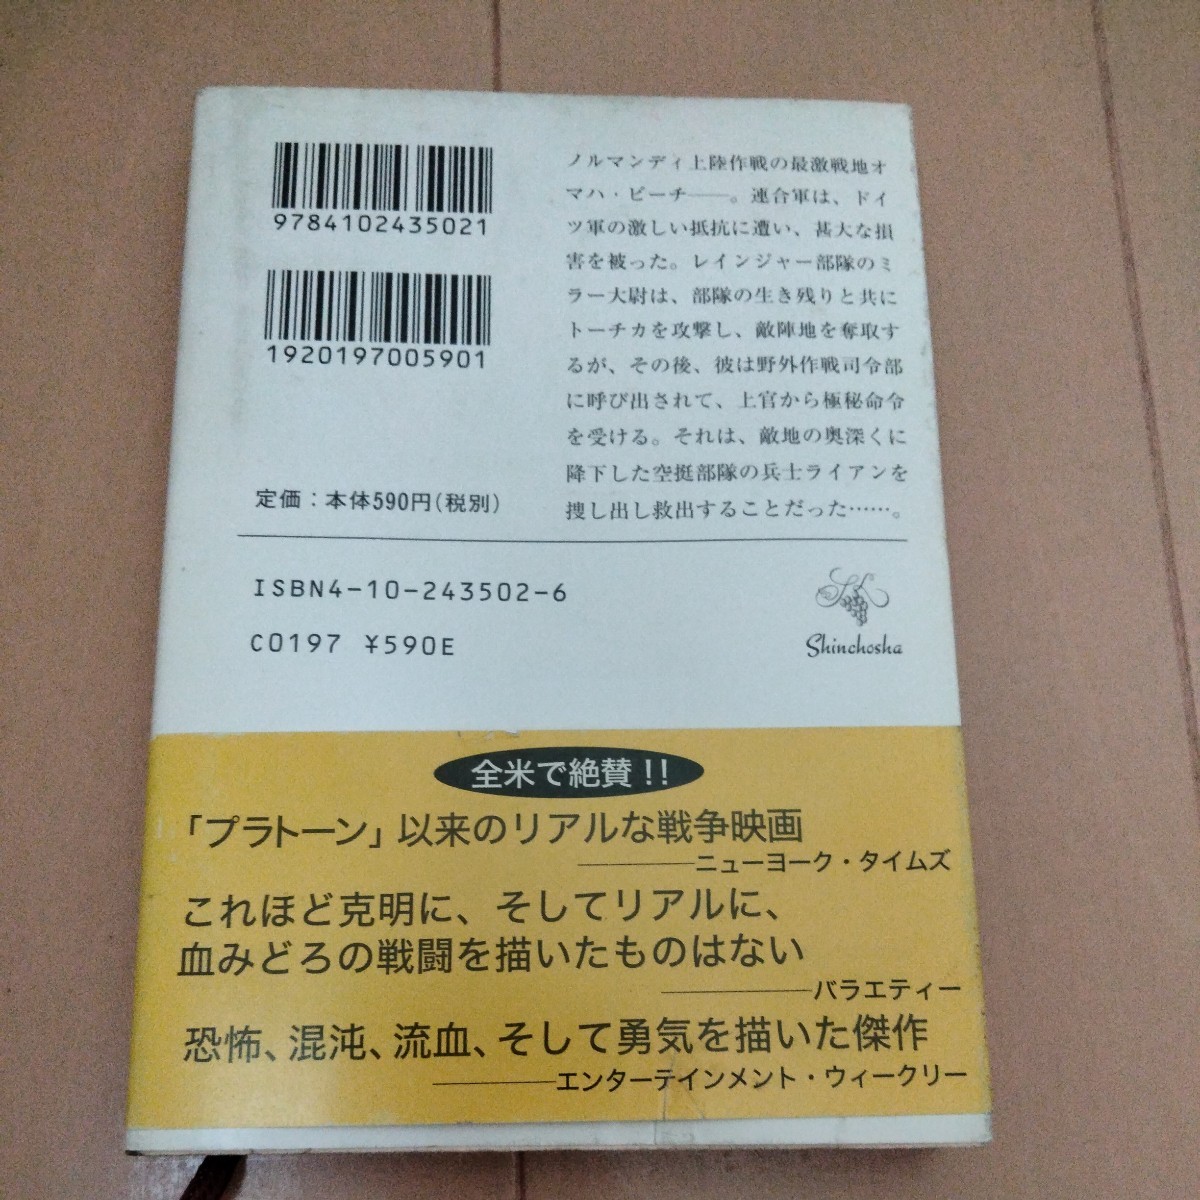 9784102435021
1920197005901
定価：本体590円（税別）
ノルマンディ上陸作戦の最激戦地オ
マハ・ビーチ――。連合軍は、ドイ
ツ軍の激しい抵抗に遭い、甚大な損
害を被った。レインジャー部隊のミ
ラー大尉は、部隊の生き残りと共に
トーチカを攻撃し、敵陣地を奪取す
るが、その後、彼は野外作戦司令部
に呼び出されて、上官から極秘命令
を受ける。それは、敵地の奥深くに
降下した空挺部隊の兵士ライアンを
捜し出し救出することだった……。
ISBN4-10-243502-6
C0197 ¥590E
Shinchosha
全米で絶賛！！
「プラトーン」以来のリアルな戦争映画
――――ニューヨーク・タイムズ
これほど克明に、そしてリアルに、
血みどろの戦闘を描いたものはない
――――バラエティー
恐怖、混沌、流血、そして勇気を描いた傑作
――――エンターテインメント・ウィークリー